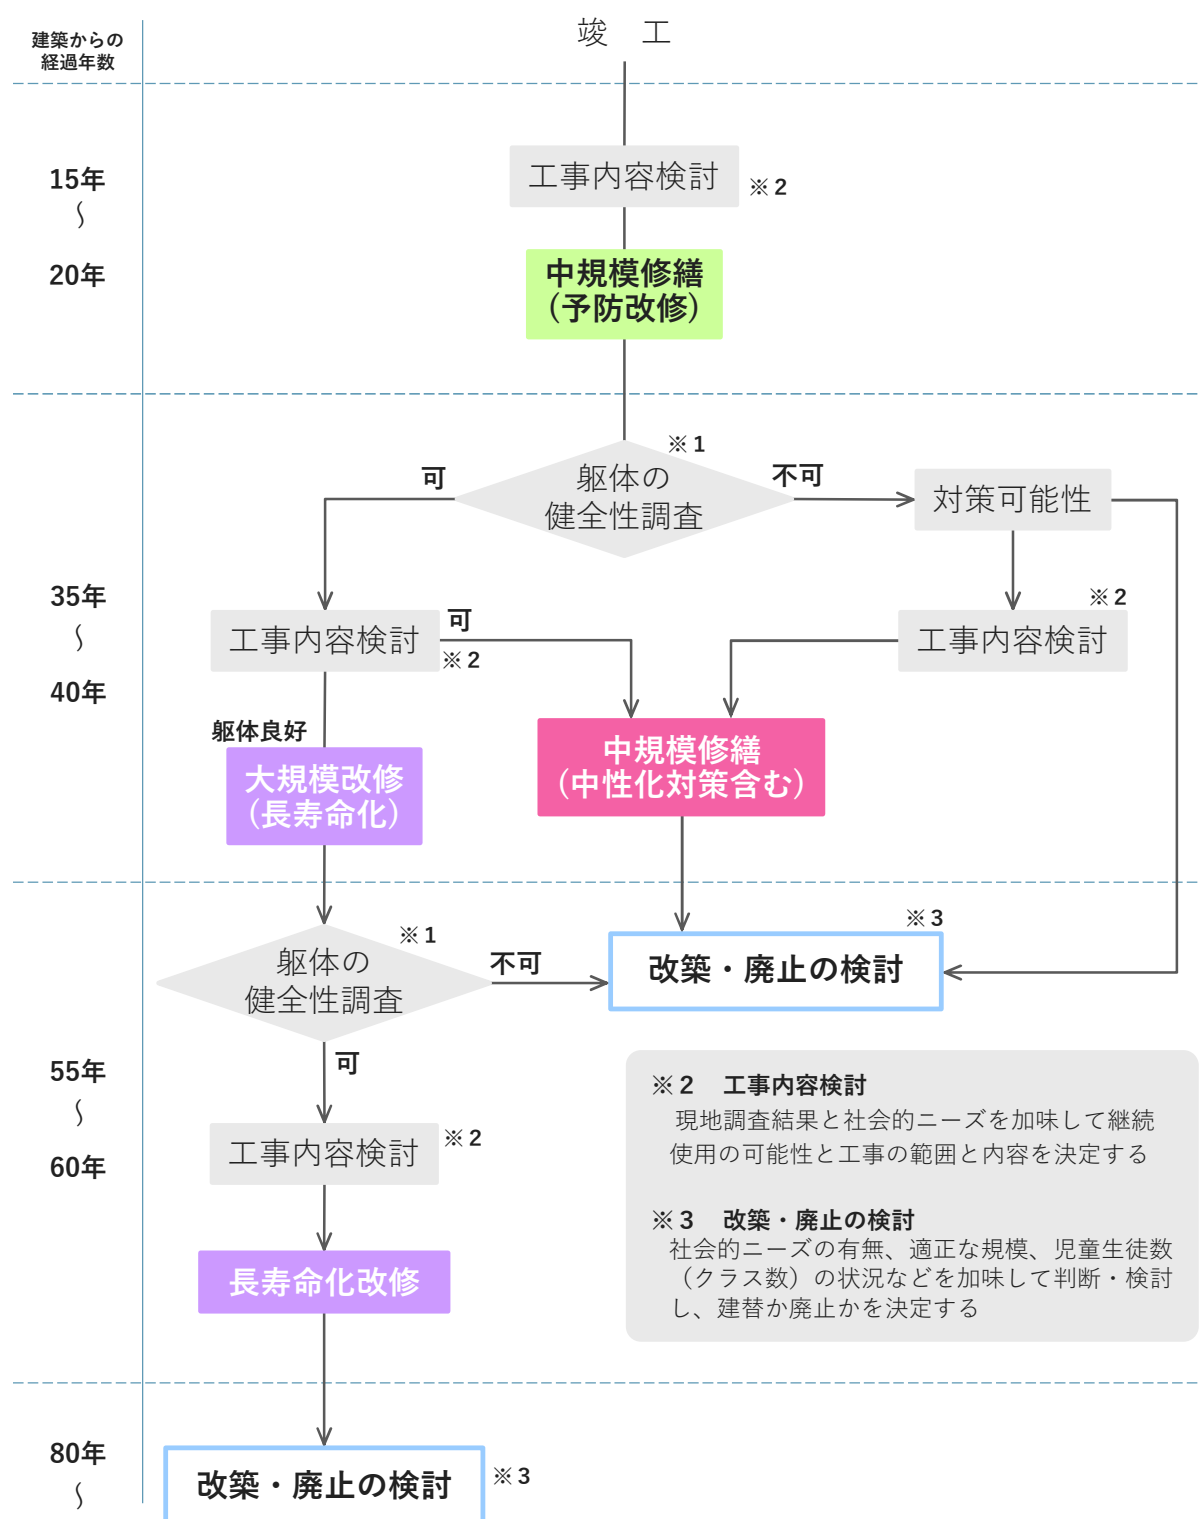 建築からの
経過年数
竣　工
15年
〜
20年
工事内容検討
※2
中規模修繕
（予防改修）
※1
躯体の
健全性調査
可
不可
対策可能性
35年
〜
40年
工事内容検討
可
※2
※2
工事内容検討
躯体良好
大規模改修
（長寿命化）
中規模修繕
（中性化対策含む）
※1
躯体の
健全性調査
不可
※3
改築・廃止の検討
可
55年
〜
60年
工事内容検討
※2
長寿命化改修
※2　工事内容検討
現地調査結果と社会的ニーズを加味して継続
使用の可能性と工事の範囲と内容を決定する
※3　改築・廃止の検討
社会的ニーズの有無、適正な規模、児童生徒数
（クラス数）の状況などを加味して判断・検討
し、建替か廃止かを決定する
80年
〜
改築・廃止の検討
※3